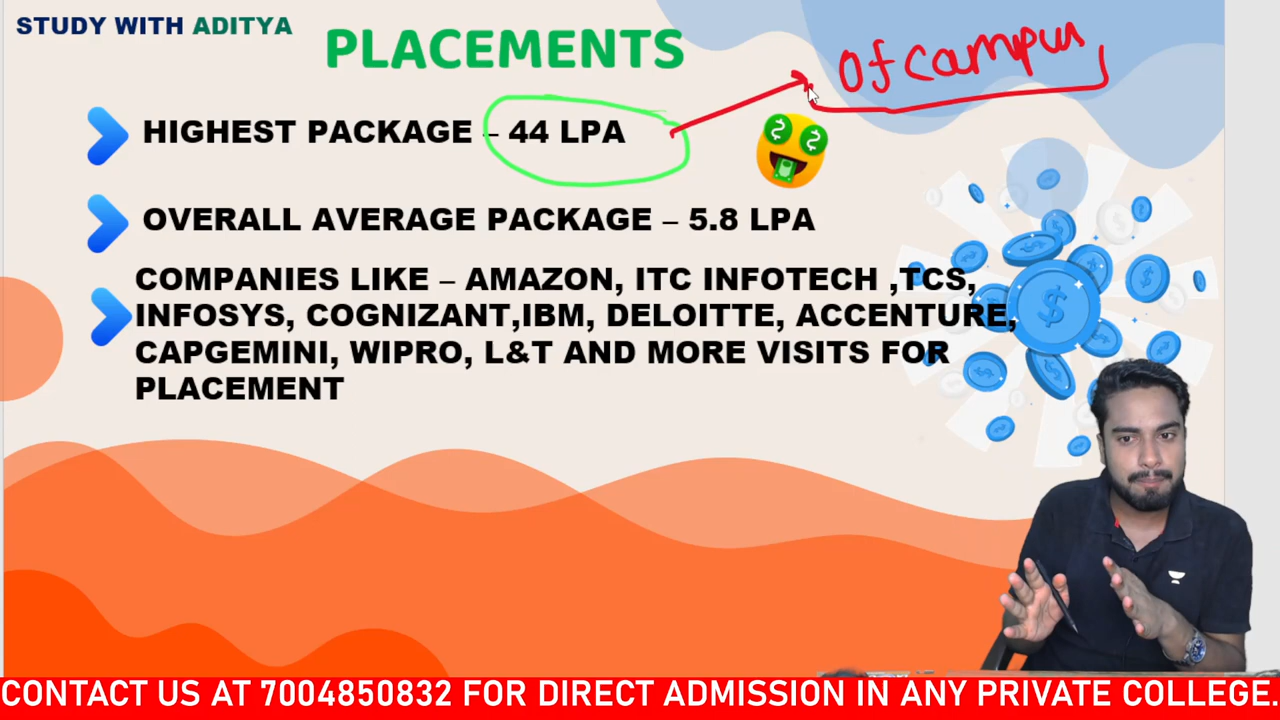 STUDY WITH ADITYA
PLACEMENTS
Of campus
HIGHEST PACKAGE – 44 LPA
OVERALL AVERAGE PACKAGE – 5.8 LPA
COMPANIES LIKE – AMAZON, ITC INFOTECH ,TCS,
INFOSYS, COGNIZANT,IBM, DELOITTE, ACCENTURE,
CAPGEMINI, WIPRO, L&T AND MORE VISITS FOR
PLACEMENT
CONTACT US AT 7004850832 FOR DIRECT ADMISSION IN ANY PRIVATE COLLEGE.